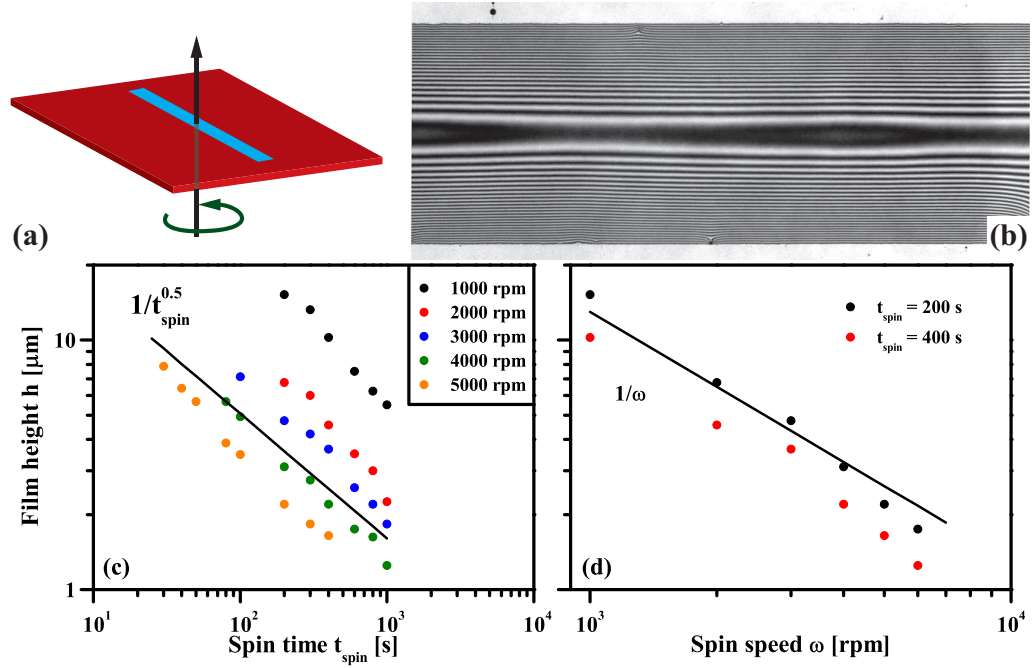 (a)
(b)
Film height h [μm]
10
1
1/t^0.5_spin
1000 rpm
2000 rpm
3000 rpm
4000 rpm
5000 rpm
(c)
10^1 10^2 10^3 10^4
Spin time t_spin [s]
t_spin = 200 s
t_spin = 400 s
1/ω
(d)
10^3 10^4
Spin speed ω [rpm]